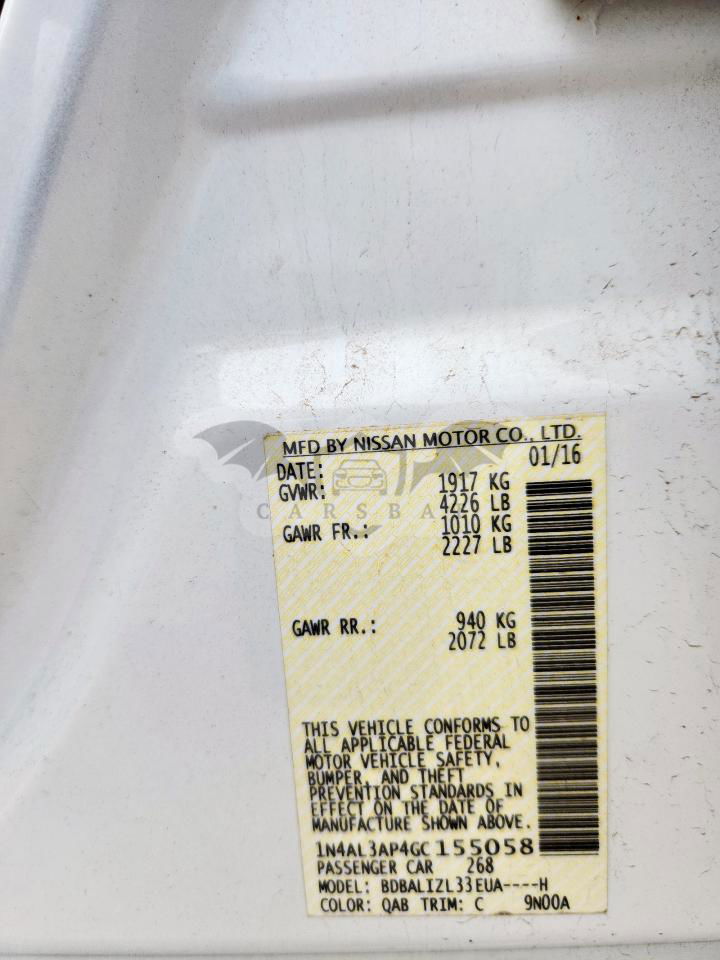 MFD BY NISSAN MOTOR CO., LTD.
DATE: 01/16
GVWR: 1917 KG
4226 LB
GAWR FR.: 1010 KG
2227 LB
GAWR RR.: 940 KG
2072 LB
THIS VEHICLE CONFORMS TO
ALL APPLICABLE FEDERAL
MOTOR VEHICLE SAFETY,
BUMPER, AND THEFT
PREVENTION STANDARDS IN
EFFECT ON THE DATE OF
MANUFACTURE SHOWN ABOVE.
1N4AL3AP4GC155058
PASSENGER CAR 268
MODEL: BDBALIZL33EUA----H
COLOR: QAB TRIM: C 9N00A